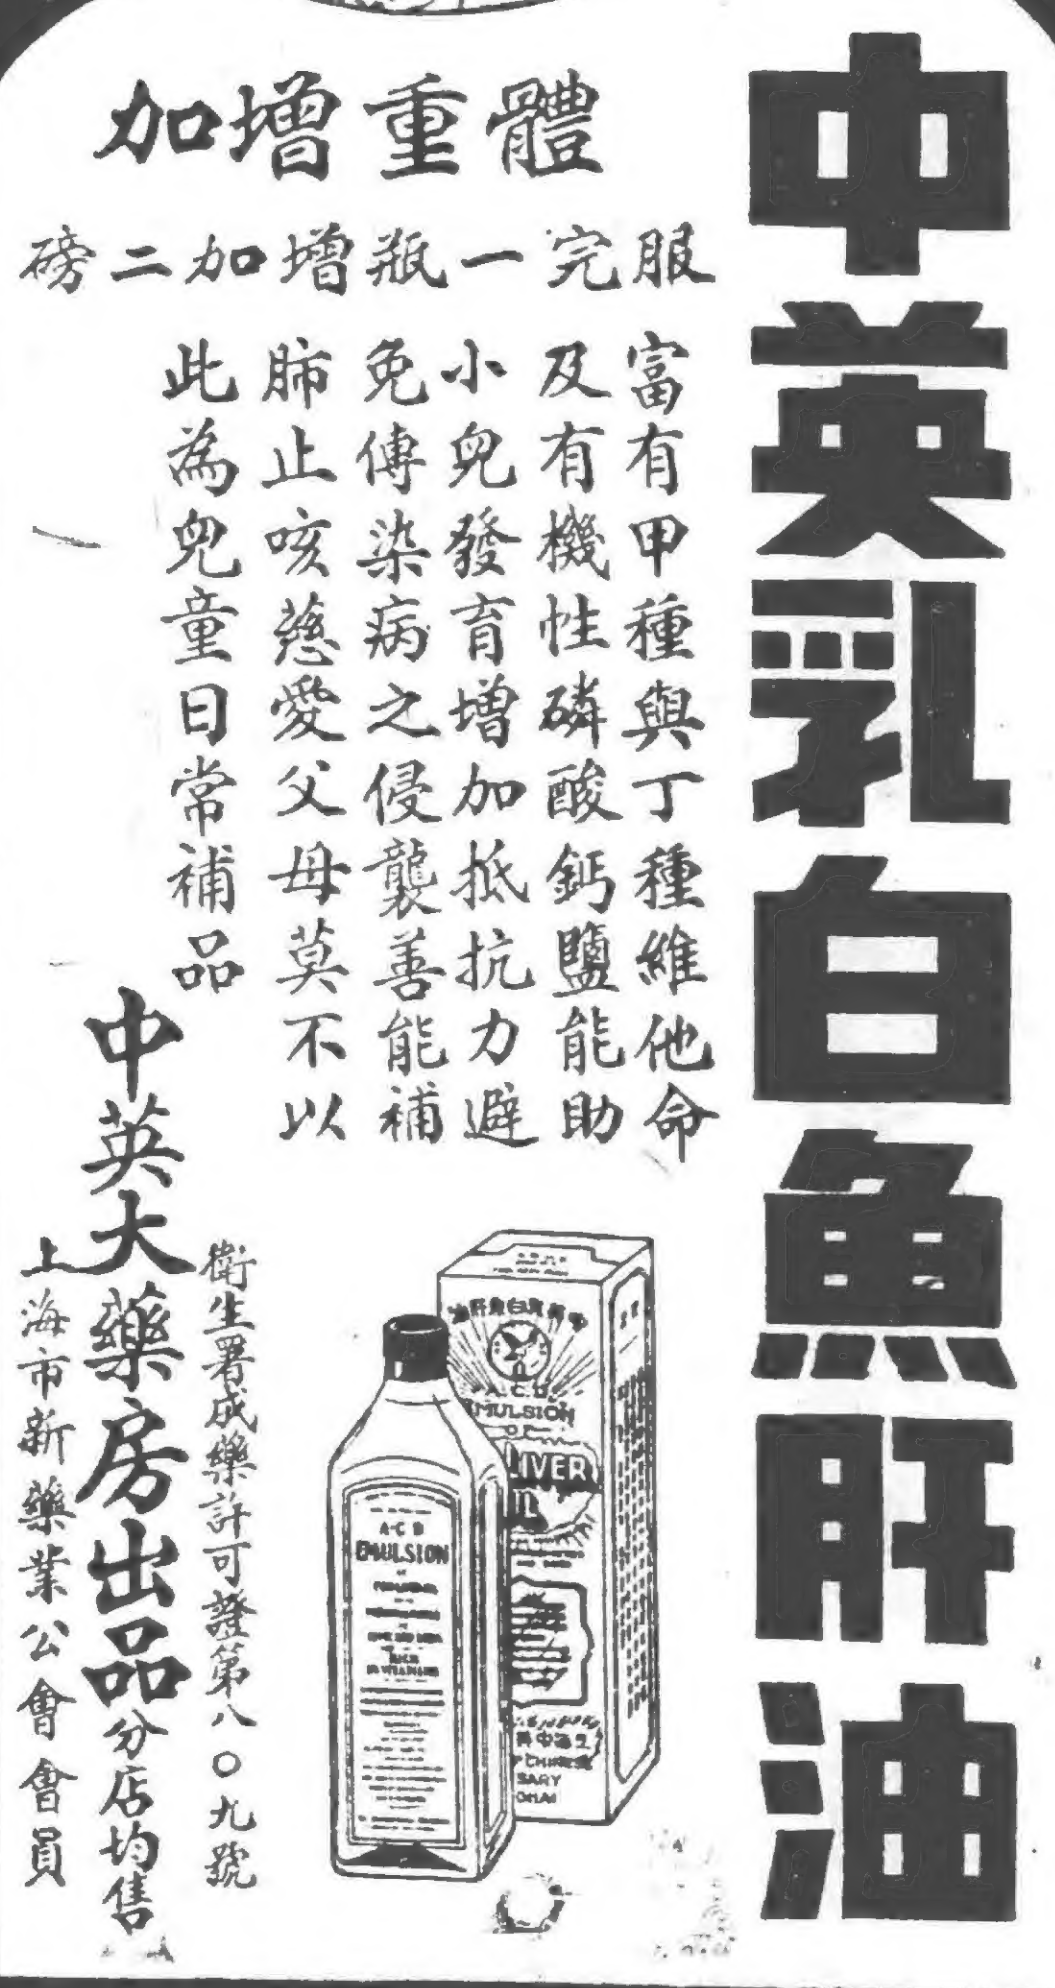 中英乳白魚肝油
體重增加
服完一瓶增加二磅
富有甲種與丁種維他命
及有機性磷酸鈣鹽能助
小兒發育增加抵抗力避
免傳染病之侵襲善能補
肺止咳慈愛父母莫不以
此為兒童日常補品
衛生署成藥許可證第八〇九號
中英大藥房出品分店均售
上海市新藥業公會會員
A.C.D.
EMULSION
LIVER
A·C·D
EMULSION